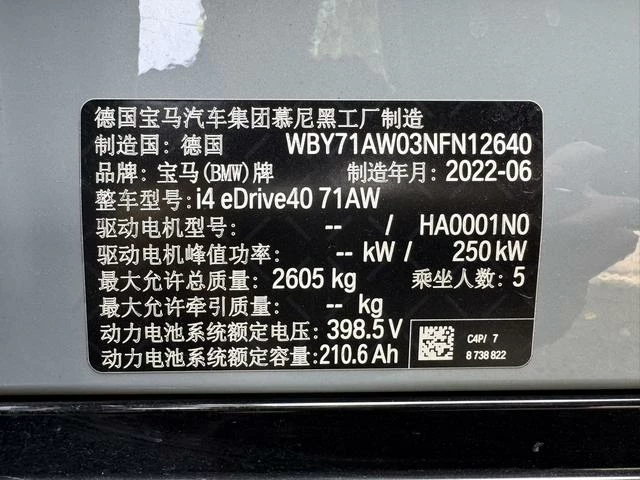 德国宝马汽车集团慕尼黑工厂制造
制造国: 德国 WBY71AW03NFN12640
品牌: 宝马(BMW)牌 制造年月: 2022-06
整车型号: i4 eDrive40 71AW
驱动电机型号: -- / HA0001N0
驱动电机峰值功率: -- kW / 250 kW
最大允许总质量: 2605 kg 乘坐人数: 5
最大允许牵引质量: -- kg
动力电池系统额定电压: 398.5 V
动力电池系统额定容量: 210.6 Ah
C4P/ 7
8 738 822